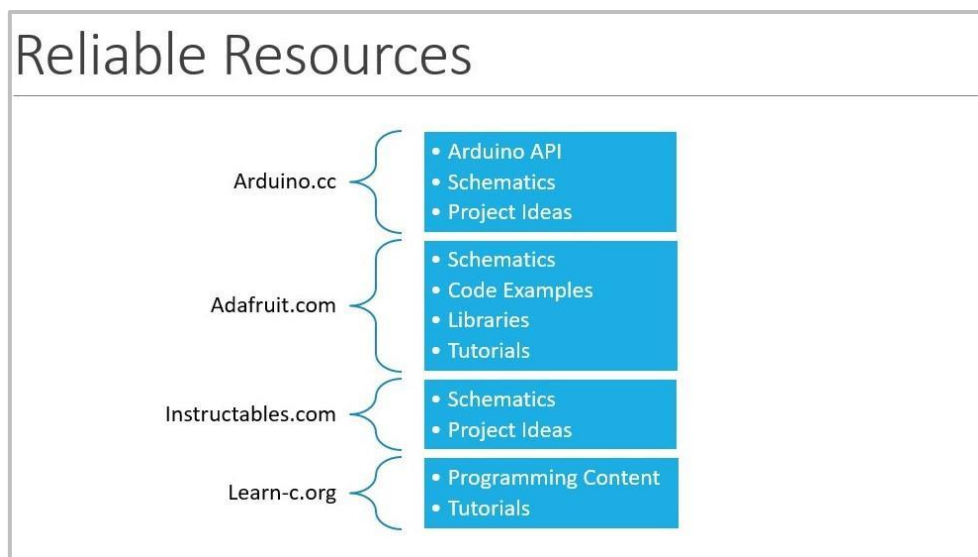 Reliable Resources
Arduino.cc
• Arduino API
• Schematics
• Project Ideas
Adafruit.com
• Schematics
• Code Examples
• Libraries
• Tutorials
Instructables.com
• Schematics
• Project Ideas
Learn-c.org
• Programming Content
• Tutorials